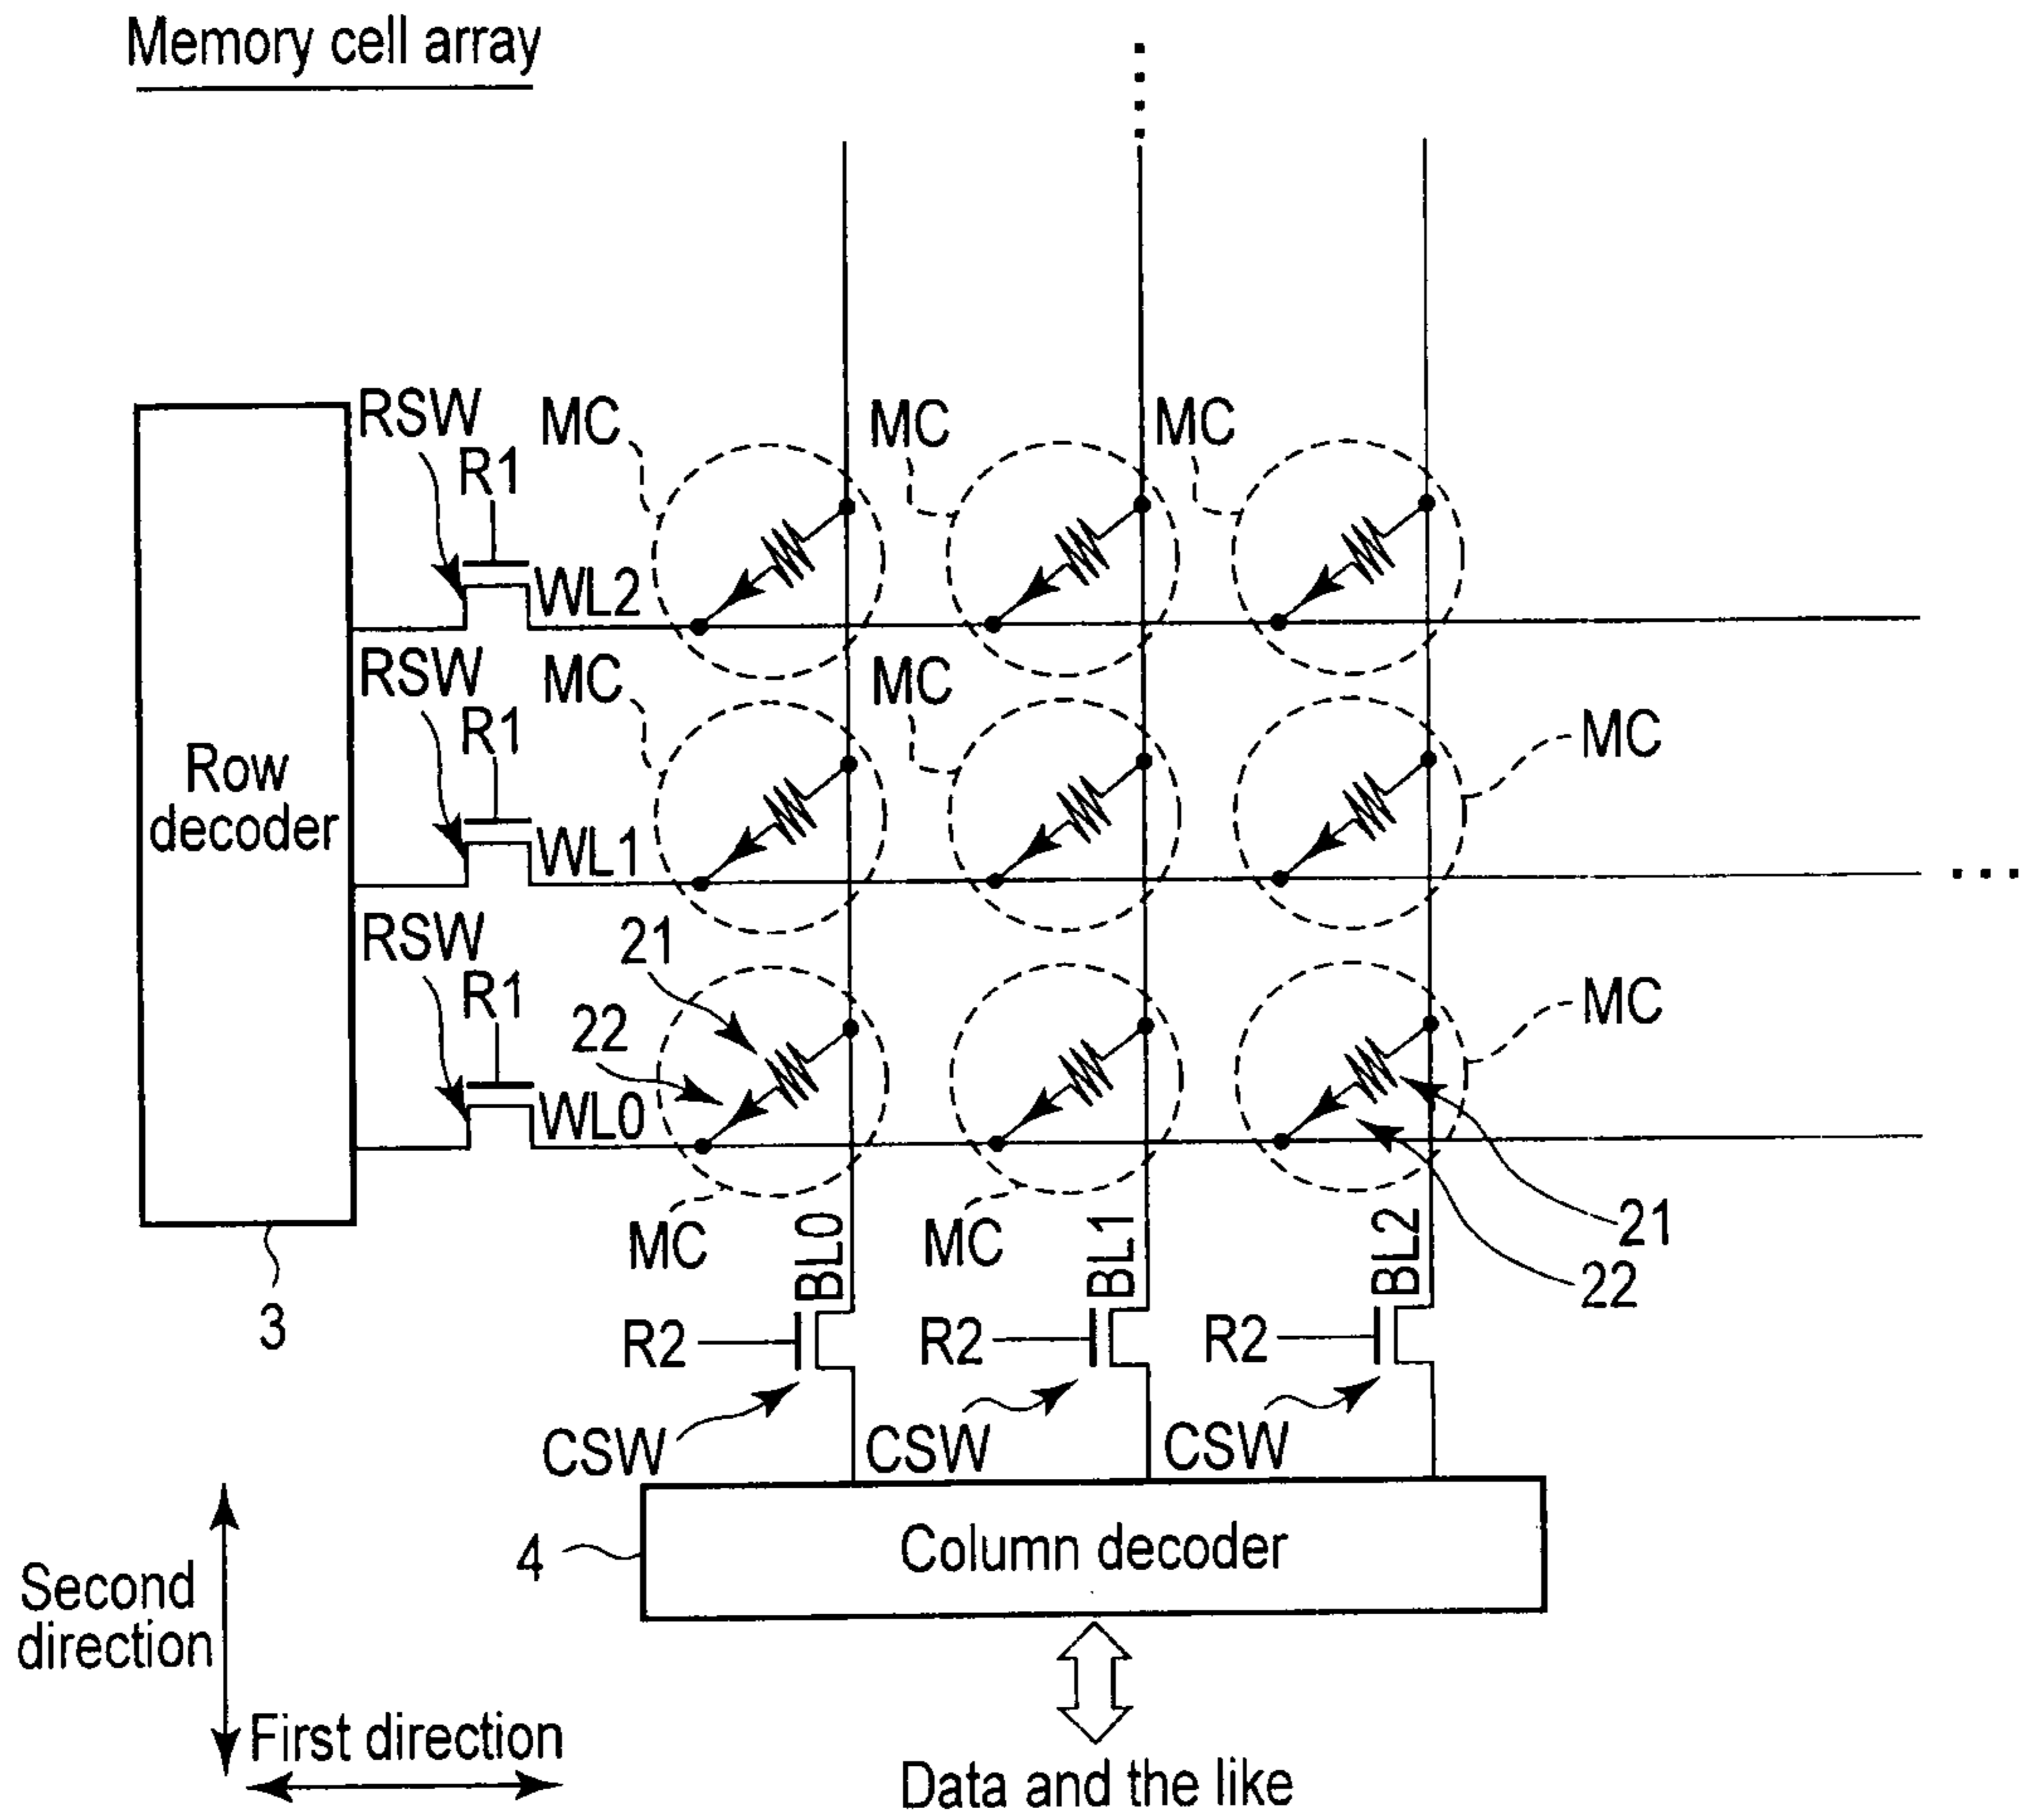 Memory cell array
RSW
MC
MC
MC
R1
WL2
RSW
MC
MC
R1
MC
Row
decoder
WL1
RSW
21
R1
22
MC
WL0
MC
MC
BL0
BL1
BL2
21
22
3
R2
R2
R2
CSW
CSW
CSW
4
Column decoder
Second
direction
First direction
Data and the like